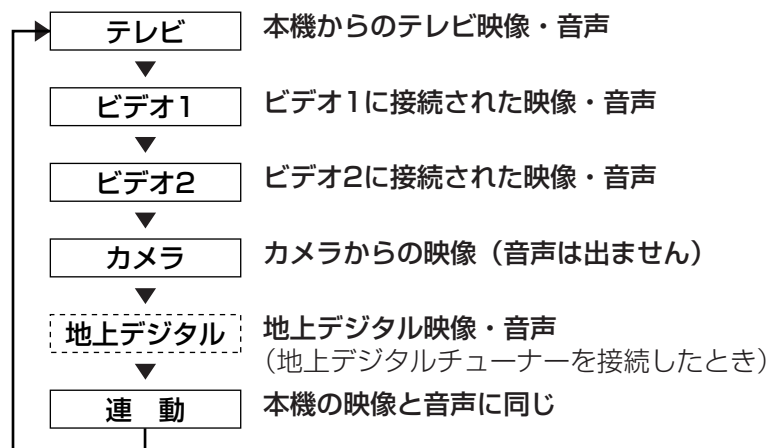 テレビ 本機からのテレビ映像・音声
ビデオ1 ビデオ1に接続された映像・音声
ビデオ2 ビデオ2に接続された映像・音声
カメラ カメラからの映像（音声は出ません）
地上デジタル 地上デジタル映像・音声
（地上デジタルチューナーを接続したとき）
連　動 本機の映像と音声に同じ